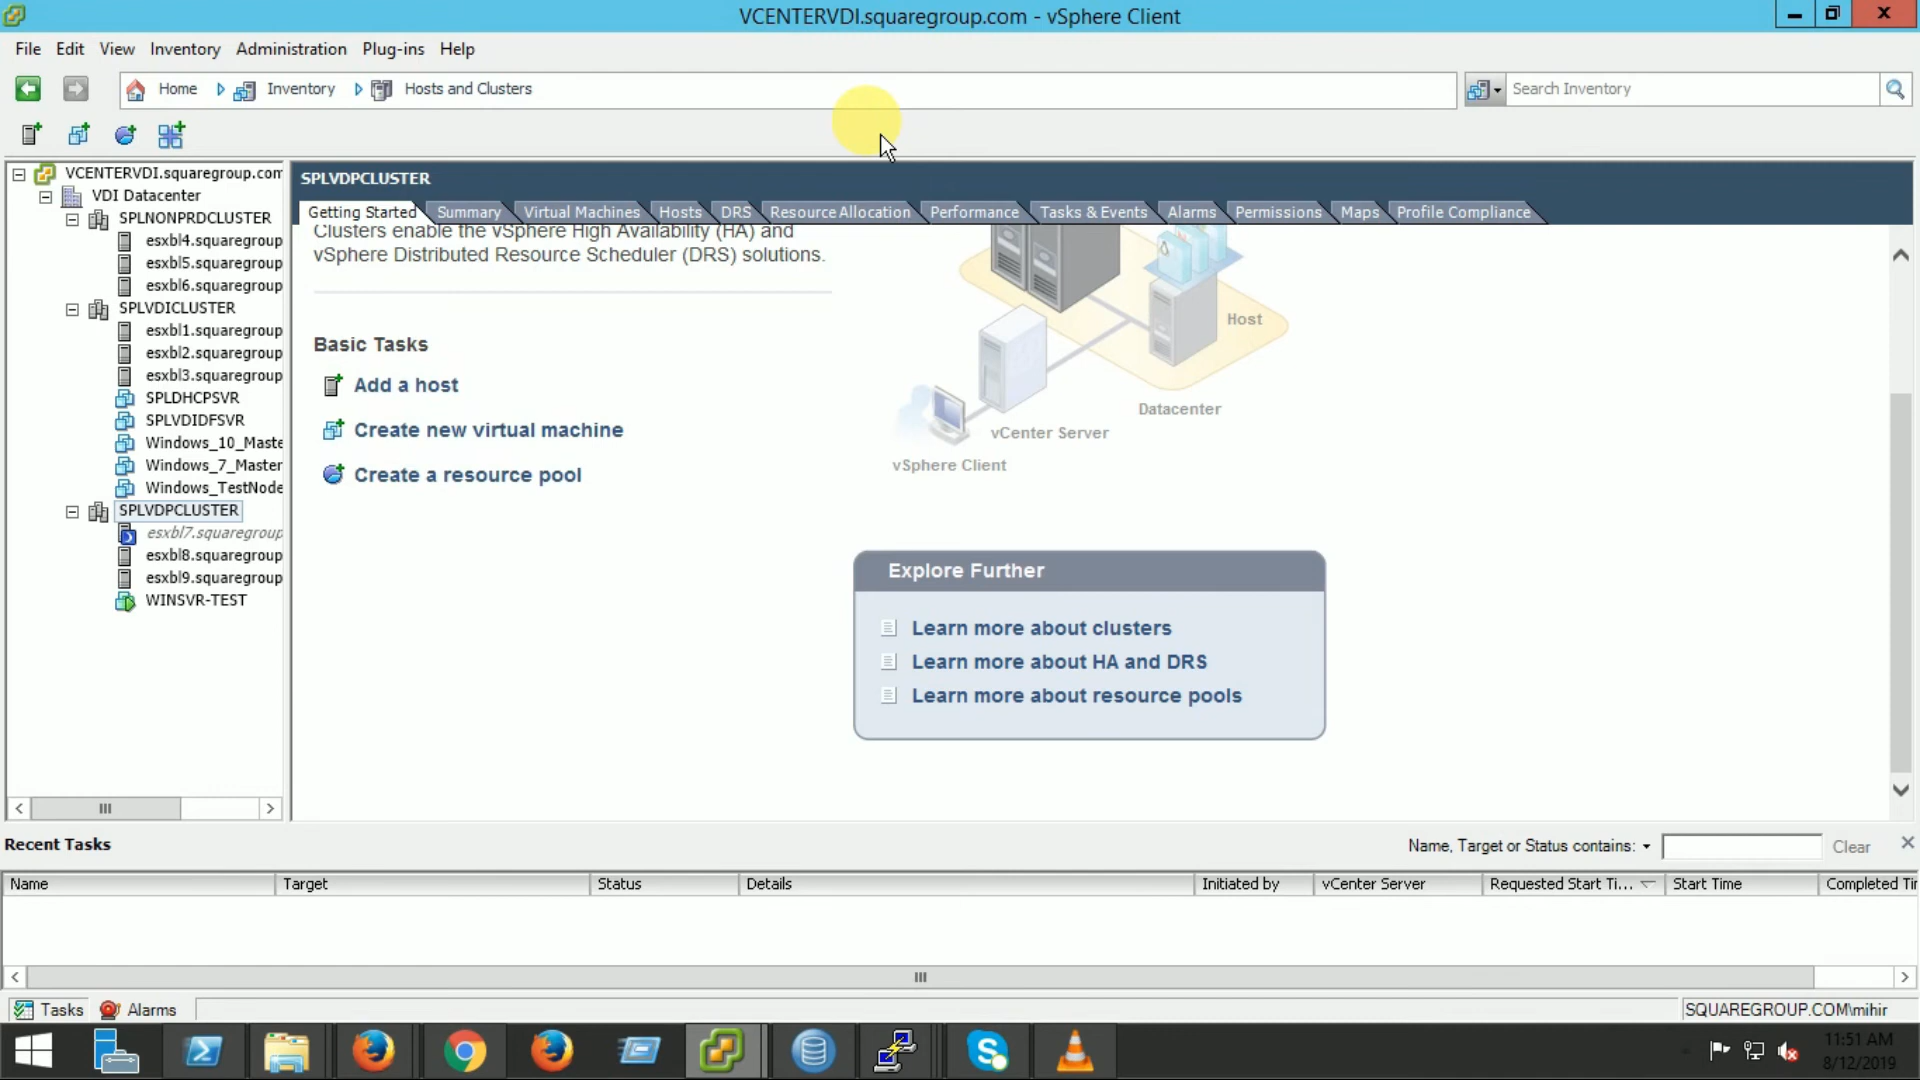 VCENTERVDI.squaregroup.com - vSphere Client
File Edit View Inventory Administration Plug-ins Help
Home Inventory Hosts and Clusters
Search Inventory
VCENTERVDI.squaregroup.com
VDI Datacenter
SPLNONPRDCLUSTER
esxbl4.squaregroup
esxbl5.squaregroup
esxbl6.squaregroup
SPLVDICLUSTER
esxbl1.squaregroup
esxbl2.squaregroup
esxbl3.squaregroup
SPLDHCPSVR
SPLVDIDFSVR
Windows_10_Maste
Windows_7_Master
Windows_TestNode
SPLVDPCLUSTER
esxbl7.squaregroup
esxbl8.squaregroup
esxbl9.squaregroup
WINSVR-TEST
SPLVDPCLUSTER
Getting Started Summary Virtual Machines Hosts DRS Resource Allocation Performance Tasks & Events Alarms Permissions Maps Profile Compliance
Clusters enable the vSphere High Availability (HA) and
vSphere Distributed Resource Scheduler (DRS) solutions.
Basic Tasks
Add a host
Create new virtual machine
Create a resource pool
Host
Datacenter
vCenter Server
vSphere Client
Explore Further
Learn more about clusters
Learn more about HA and DRS
Learn more about resource pools
Recent Tasks
Name, Target or Status contains: Clear
Name Target Status Details Initiated by vCenter Server Requested Start Ti... Start Time Completed Tir
Tasks Alarms
SQUAREGROUP.COM\mihir
11:51 AM
8/12/2019